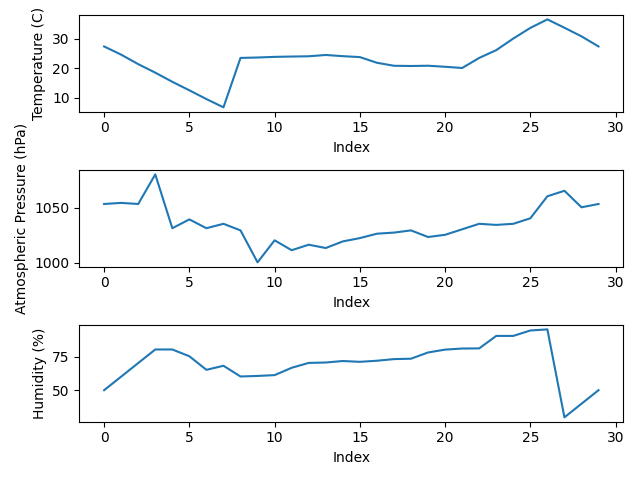 Temperature (C)
30
20
10
0 5 10 15 20 25 30
Index
Atmospheric Pressure (hPa)
1050
1000
0 5 10 15 20 25 30
Index
Humidity (%)
75
50
0 5 10 15 20 25 30
Index